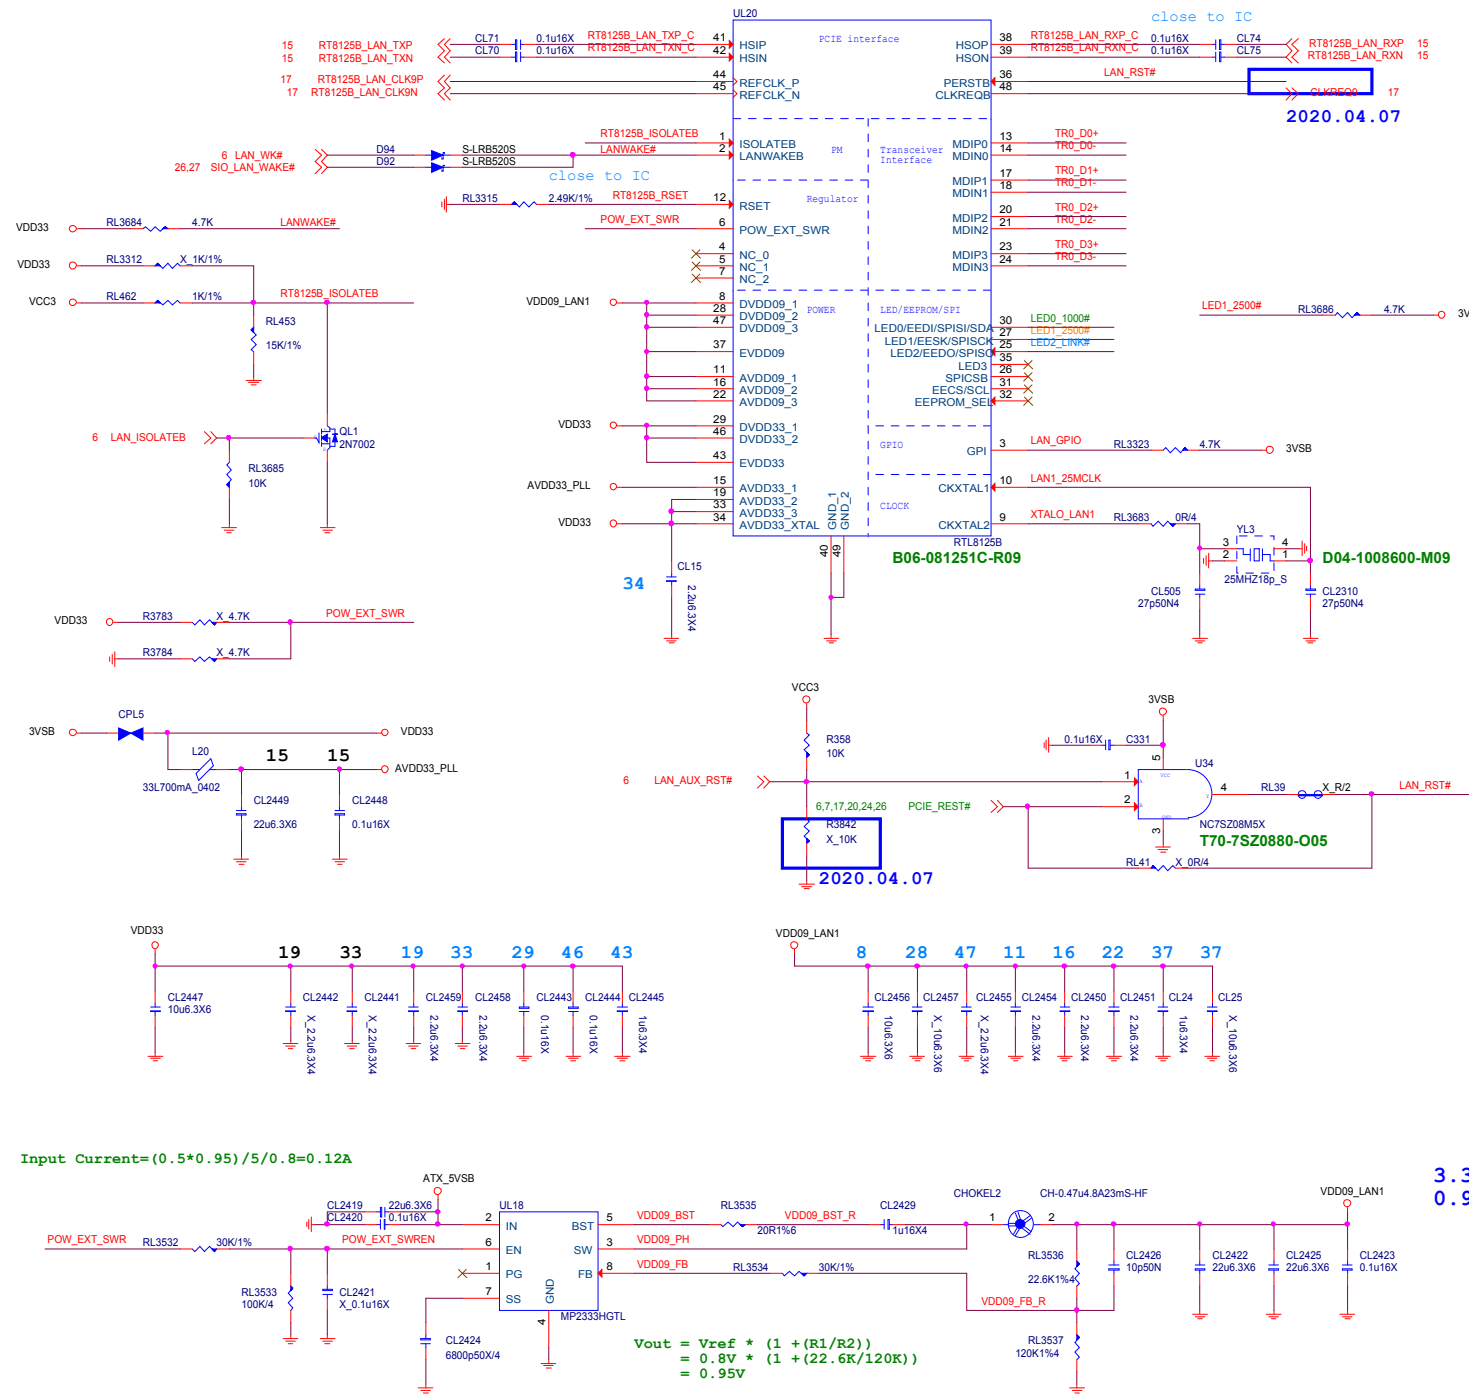 UL20
close to IC
15 RT8125B_LAN_TXP CL71 0.1u16X RT8125B_LAN_TXP_C 41 HSIP PCIE interface HSOP 38 RT8125B_LAN_RXP_C 0.1u16X CL74 RT8125B_LAN_RXP 15
15 RT8125B_LAN_TXN CL70 0.1u16X RT8125B_LAN_TXN_C 42 HSIN HSON 39 RT8125B_LAN_RXN_C 0.1u16X CL75 RT8125B_LAN_RXN 15
17 RT8125B_LAN_CLK9P 44 REFCLK_P PERSTB 36 LAN_RST#
17 RT8125B_LAN_CLK9N 45 REFCLK_N CLKREQB 48 CLKREQ9 17
2020.04.07
RT8125B_ISOLATEB 1 ISOLATEB PM Transceiver MDIP0 13 TR0_D0+
6 LAN_WK# D94 S-LRB520S LANWAKE# 2 LANWAKEB Interface MDIN0 14 TR0_D0-
26,27 SIO_LAN_WAKE# D92 S-LRB520S
close to IC
MDIP1 17 TR0_D1+
MDIN1 18 TR0_D1-
RL3315 2.49K/1% RT8125B_RSET 12 RSET Regulator
MDIP2 20 TR0_D2+
POW_EXT_SWR 6 POW_EXT_SWR MDIN2 21 TR0_D2-
VDD33 RL3684 4.7K LANWAKE#
4 NC_0 MDIP3 23 TR0_D3+
5 NC_1 MDIN3 24 TR0_D3-
7 NC_2
VDD33 RL3312 X_1K/1%
VCC3 RL462 1K/1% RT8125B_ISOLATEB
RL453
15K/1%
VDD09_LAN1 8 DVDD09_1 POWER LED/EEPROM/SPI
28 DVDD09_2
47 DVDD09_3
LED0/EEDI/SPISI/SDA 30 LED0_1000#
LED1/EESK/SPISCK 27 LED1_2500#
LED2/EEDO/SPISO 25 LED2_LINK#
LED1_2500# RL3686 4.7K 3V
37 EVDD09
LED3 35
SPICSB 26
EECS/SCL 31
EEPROM_SEL 32
11 AVDD09_1
16 AVDD09_2
22 AVDD09_3
VDD33 29 DVDD33_1
46 DVDD33_2
43 EVDD33
GPIO GPI 3 LAN_GPIO RL3323 4.7K 3VSB
6 LAN_ISOLATEB QL1
2N7002
RL3685
10K
AVDD33_PLL 15 AVDD33_1
19 AVDD33_2
33 AVDD33_3
VDD33 34 AVDD33_XTAL
GND_1
GND_2
40
49
CLOCK CKXTAL1 10 LAN1_25MCLK
CKXTAL2 9 XTALO_LAN1 RL3683 0R/4
RTL8125B
B06-081251C-R09
YL3
3 4
2 1
25MHZ18p_S
D04-1008600-M09
CL505
27p50N4
CL2310
27p50N4
34
CL15
2.2u6.3X4
VDD33 R3783 X_4.7K POW_EXT_SWR
R3784 X_4.7K
3VSB CPL5 VDD33
L20 15 15 AVDD33_PLL
33L700mA_0402
CL2449
22u6.3X6
CL2448
0.1u16X
VCC3
R358
10K
6 LAN_AUX_RST#
6,7,17,20,24,26 PCIE_REST#
R3842
X_10K
2020.04.07
3VSB
0.1u16X C331
5
VCC
U34
1 A
2 B
Y 4
GND
3
NC7SZ08M5X
T70-7SZ0880-O05
RL39 X_R/2 LAN_RST#
RL41 X_0R/4
VDD33
19 33 19 33 29 46 43
CL2447
10u6.3X6
CL2442
X_2.2u6.3X4
CL2441
X_2.2u6.3X4
CL2459
2.2u6.3X4
CL2458
2.2u6.3X4
CL2443
0.1u16X
CL2444
0.1u16X
CL2445
1u6.3X4
VDD09_LAN1
8 28 47 11 16 22 37 37
CL2456
10u6.3X6
CL2457
X_10u6.3X6
CL2455
X_2.2u6.3X4
CL2454
2.2u6.3X4
CL2450
2.2u6.3X4
CL2451
2.2u6.3X4
CL24
1u6.3X4
CL25
X_10u6.3X6
Input Current=(0.5*0.95)/5/0.8=0.12A
3.3
0.9
ATX_5VSB
CL2419 22u6.3X6
CL2420 0.1u16X
UL18
2 IN BST 5 VDD09_BST RL3535 VDD09_BST_R CL2429
20R1%6 1u16X4
POW_EXT_SWR RL3532 30K/1% POW_EXT_SWREN 6 EN SW 3 VDD09_PH
1 PG FB 8 VDD09_FB RL3534 30K/1%
7 SS
GND
4
MP2333HGTL
CHOKEL2 CH-0.47u4.8A23mS-HF
1 2
VDD09_LAN1
RL3533
100K/4
CL2421
X_0.1u16X
CL2424
6800p50X/4
RL3536
22.6K1%4
CL2426
10p50N
CL2422
22u6.3X6
CL2425
22u6.3X6
CL2423
0.1u16X
VDD09_FB_R
RL3537
120K1%4
Vout = Vref * (1 +(R1/R2))
= 0.8V * (1 +(22.6K/120K))
= 0.95V